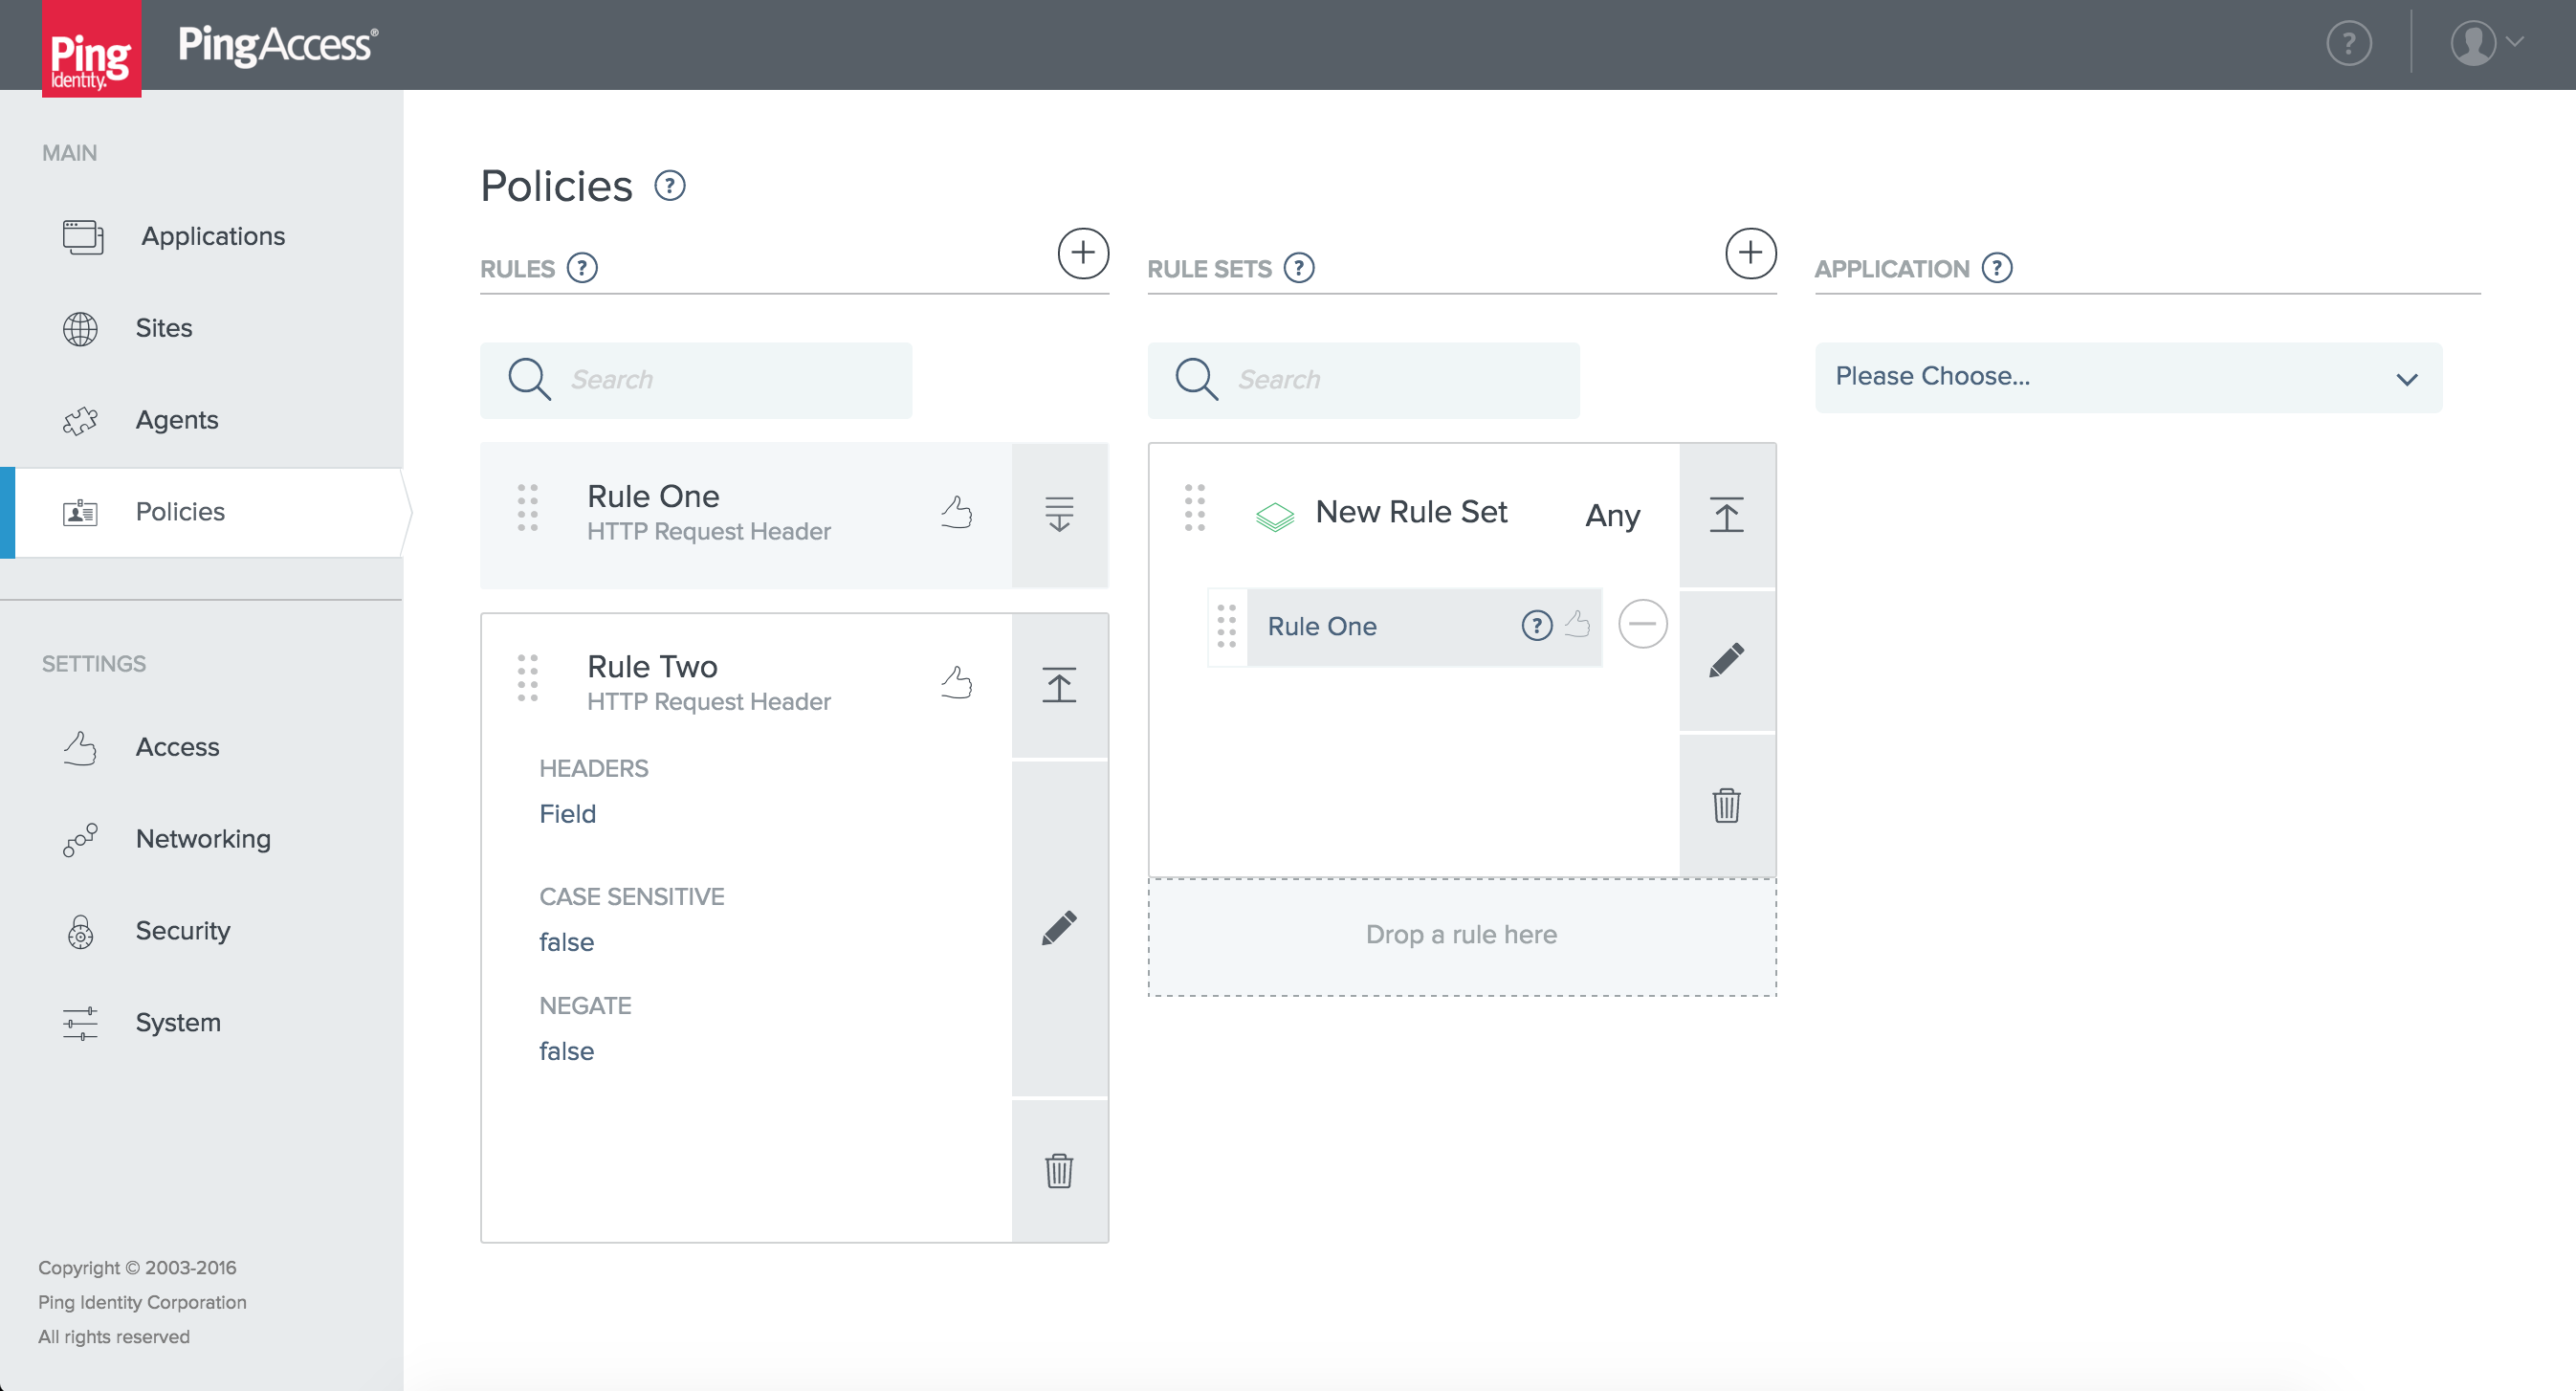 Ping
Identity.
PingAccess®
MAIN
Applications
Sites
Agents
Policies
SETTINGS
Access
Networking
Security
System
Copyright © 2003-2016
Ping Identity Corporation
All rights reserved
Policies ?
RULES ?
Search
Rule One
HTTP Request Header
Rule Two
HTTP Request Header
HEADERS
Field
CASE SENSITIVE
false
NEGATE
false
RULE SETS ?
Search
New Rule Set Any
Rule One ?
Drop a rule here
APPLICATION ?
Please Choose...
?